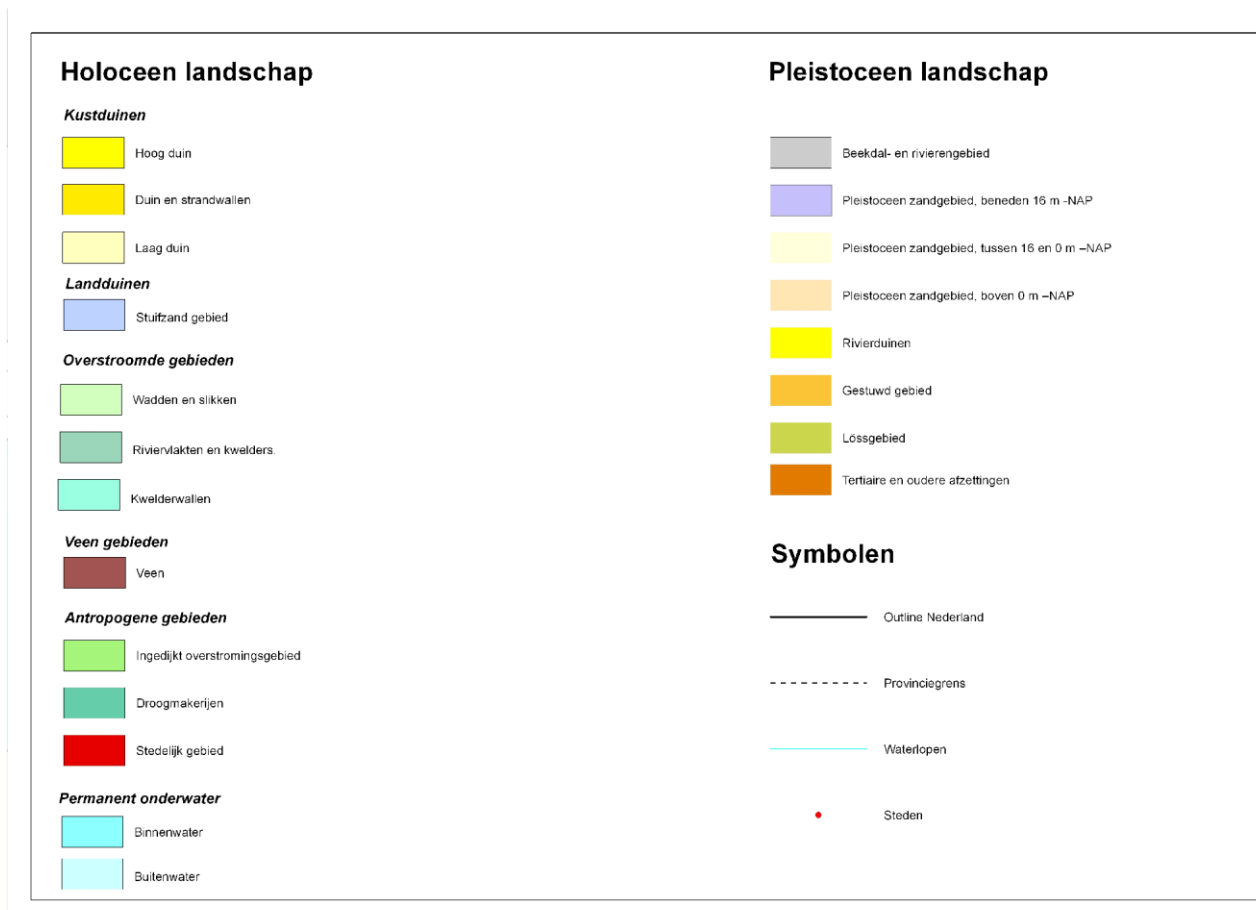 Holoceen landschap
Kustduinen
Hoog duin
Duin en strandwallen
Laag duin
Landduinen
Stuifzand gebied
Overstroomde gebieden
Wadden en slikken
Riviervlakten en kwelders.
Kwelderwallen
Veen gebieden
Veen
Antropogene gebieden
Ingedijkt overstromingsgebied
Droogmakerijen
Stedelijk gebied
Permanent onderwater
Binnenwater
Buitenwater
Pleistoceen landschap
Beekdal- en rivierengebied
Pleistoceen zandgebied, beneden 16 m -NAP
Pleistoceen zandgebied, tussen 16 en 0 m –NAP
Pleistoceen zandgebied, boven 0 m –NAP
Rivierduinen
Gestuwd gebied
Lössgebied
Tertiaire en oudere afzettingen
Symbolen
Outline Nederland
Provinciegrens
Waterlopen
Steden